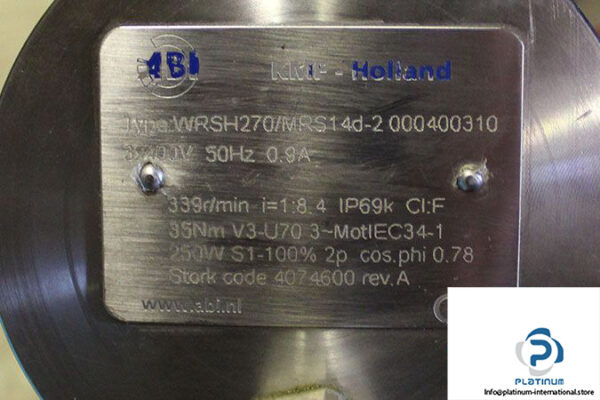 ABI KMF - Holland
Type:WRSH270/MRS14d-2 000400310
3x400V 50Hz 0.9A
339r/min i=1:8.4 IP69k Cl:F
35Nm V3-U70 3~MotIEC34-1
250W S1-100% 2p cos.phi 0.78
Stork code 4074600 rev.A
www.abi.nl
P
PLATINUM
Info@platinum-international.store